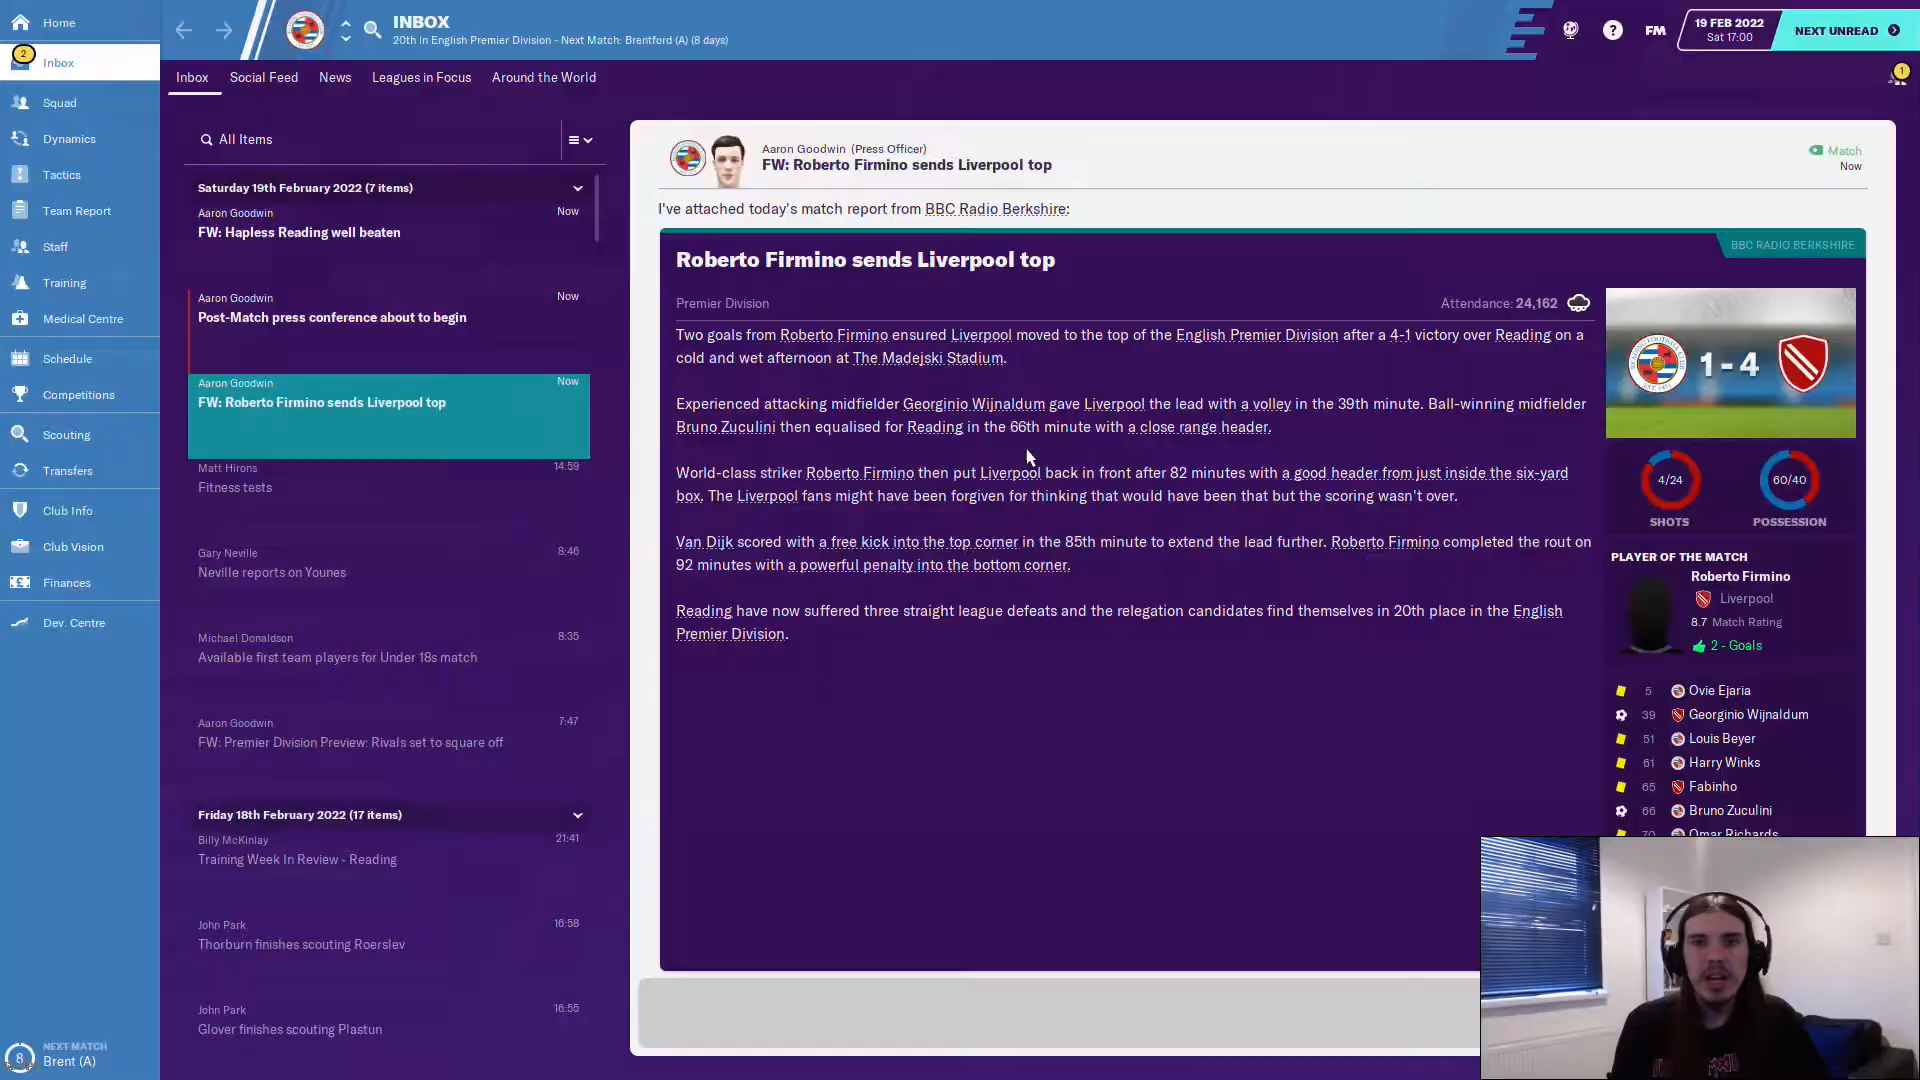 Home
INBOX
20th in English Premier Division - Next Match: Brentford (A) (8 days)
FM
19 FEB 2022
Sat 17:00
NEXT UNREAD
2
Inbox
Inbox
Social Feed
News
Leagues in Focus
Around the World
1
Squad
Dynamics
Tactics
Team Report
Staff
Training
Medical Centre
Schedule
Competitions
Scouting
Transfers
Club Info
Club Vision
Finances
Dev. Centre
8
NEXT MATCH
Brent (A)
All Items
Saturday 19th February 2022 (7 items)
Aaron Goodwin
Now
FW: Hapless Reading well beaten
Aaron Goodwin
Now
Post-Match press conference about to begin
Aaron Goodwin
Now
FW: Roberto Firmino sends Liverpool top
Matt Hirons
14:59
Fitness tests
Gary Neville
8:46
Neville reports on Younes
Michael Donaldson
8:35
Available first team players for Under 18s match
Aaron Goodwin
7:47
FW: Premier Division Preview: Rivals set to square off
Friday 18th February 2022 (17 items)
Billy McKinlay
21:41
Training Week In Review - Reading
John Park
16:58
Thorburn finishes scouting Roerslev
John Park
16:55
Glover finishes scouting Plastun
Aaron Goodwin (Press Officer)
FW: Roberto Firmino sends Liverpool top
Match
Now
I've attached today's match report from BBC Radio Berkshire:
BBC RADIO BERKSHIRE
Roberto Firmino sends Liverpool top
Premier Division
Attendance: 24,162
Two goals from Roberto Firmino ensured Liverpool moved to the top of the English Premier Division after a 4-1 victory over Reading on a
cold and wet afternoon at The Madejski Stadium.
Experienced attacking midfielder Georginio Wijnaldum gave Liverpool the lead with a volley in the 39th minute. Ball-winning midfielder
Bruno Zuculini then equalised for Reading in the 66th minute with a close range header.
World-class striker Roberto Firmino then put Liverpool back in front after 82 minutes with a good header from just inside the six-yard
box. The Liverpool fans might have been forgiven for thinking that would have been that but the scoring wasn't over.
Van Dijk scored with a free kick into the top corner in the 85th minute to extend the lead further. Roberto Firmino completed the rout on
92 minutes with a powerful penalty into the bottom corner.
Reading have now suffered three straight league defeats and the relegation candidates find themselves in 20th place in the English
Premier Division.
1 - 4
4/24
SHOTS
60/40
POSSESSION
PLAYER OF THE MATCH
Roberto Firmino
Liverpool
8.7 Match Rating
2 - Goals
5 Ovie Ejaria
39 Georginio Wijnaldum
51 Louis Beyer
61 Harry Winks
65 Fabinho
66 Bruno Zuculini
70 Omar Richards